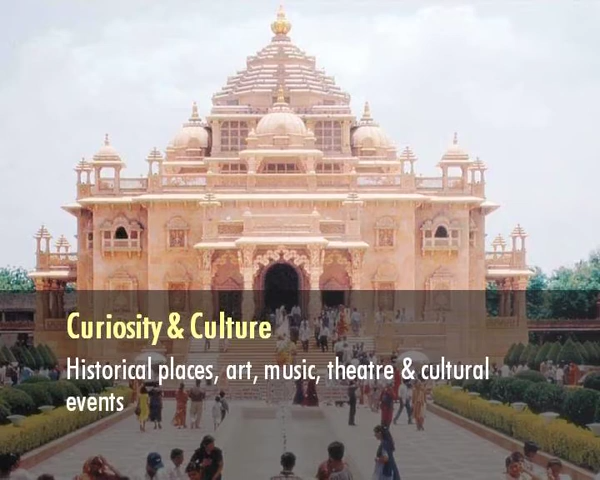 Curiosity & Culture
Historical places, art, music, theatre & cultural
events